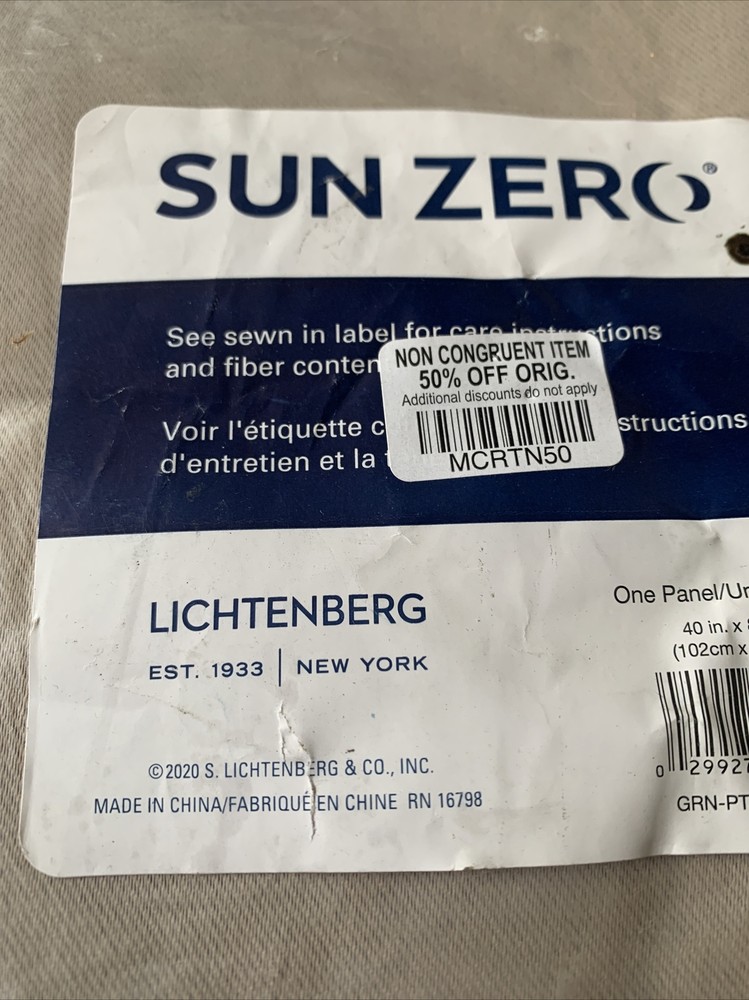 SUN ZERO®
See sewn in label for care instructions
and fiber conten
NON CONGRUENT ITEM
50% OFF ORIG.
Additional discounts do not apply
MCRTN50
Voir l'étiquette c structions
d'entretien et la
LICHTENBERG
EST. 1933 | NEW YORK
One Panel/Un
40 in. x
(102cm x
0 29927
GRN-PT
©2020 S. LICHTENBERG & CO., INC.
MADE IN CHINA/FABRIQUÉ EN CHINE RN 16798